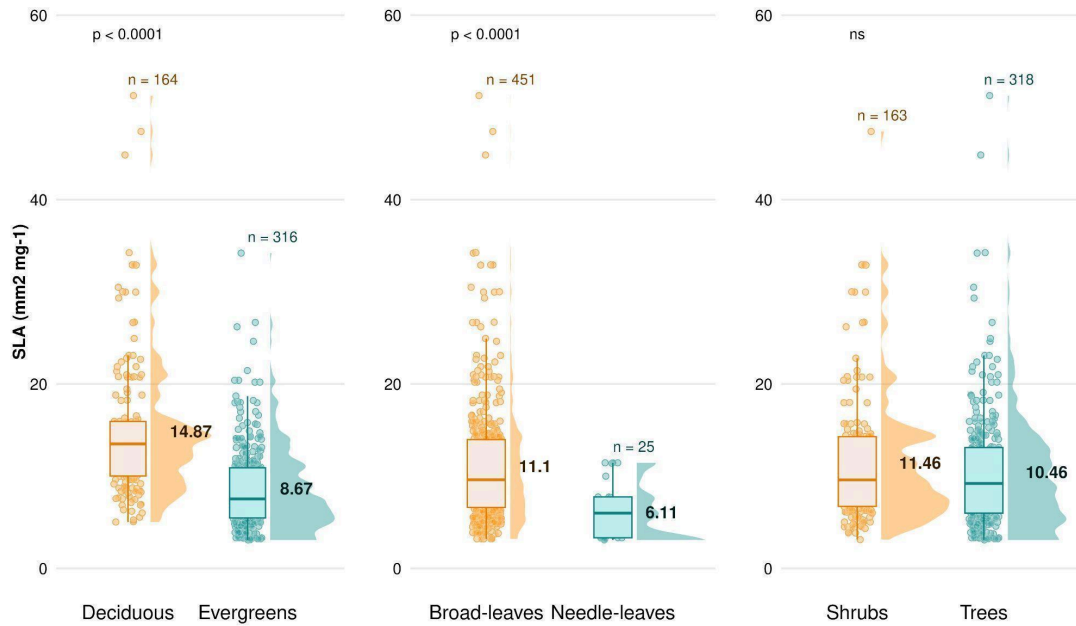 60
60
60
p < 0.0001
p < 0.0001
ns
n = 164
n = 451
n = 318
n = 163
40
40
40
n = 316
SLA (mm2 mg-1)
20
20
20
n = 25
14.87
8.67
11.1
6.11
11.46
10.46
0
0
0
Deciduous Evergreens
Broad-leaves Needle-leaves
Shrubs Trees